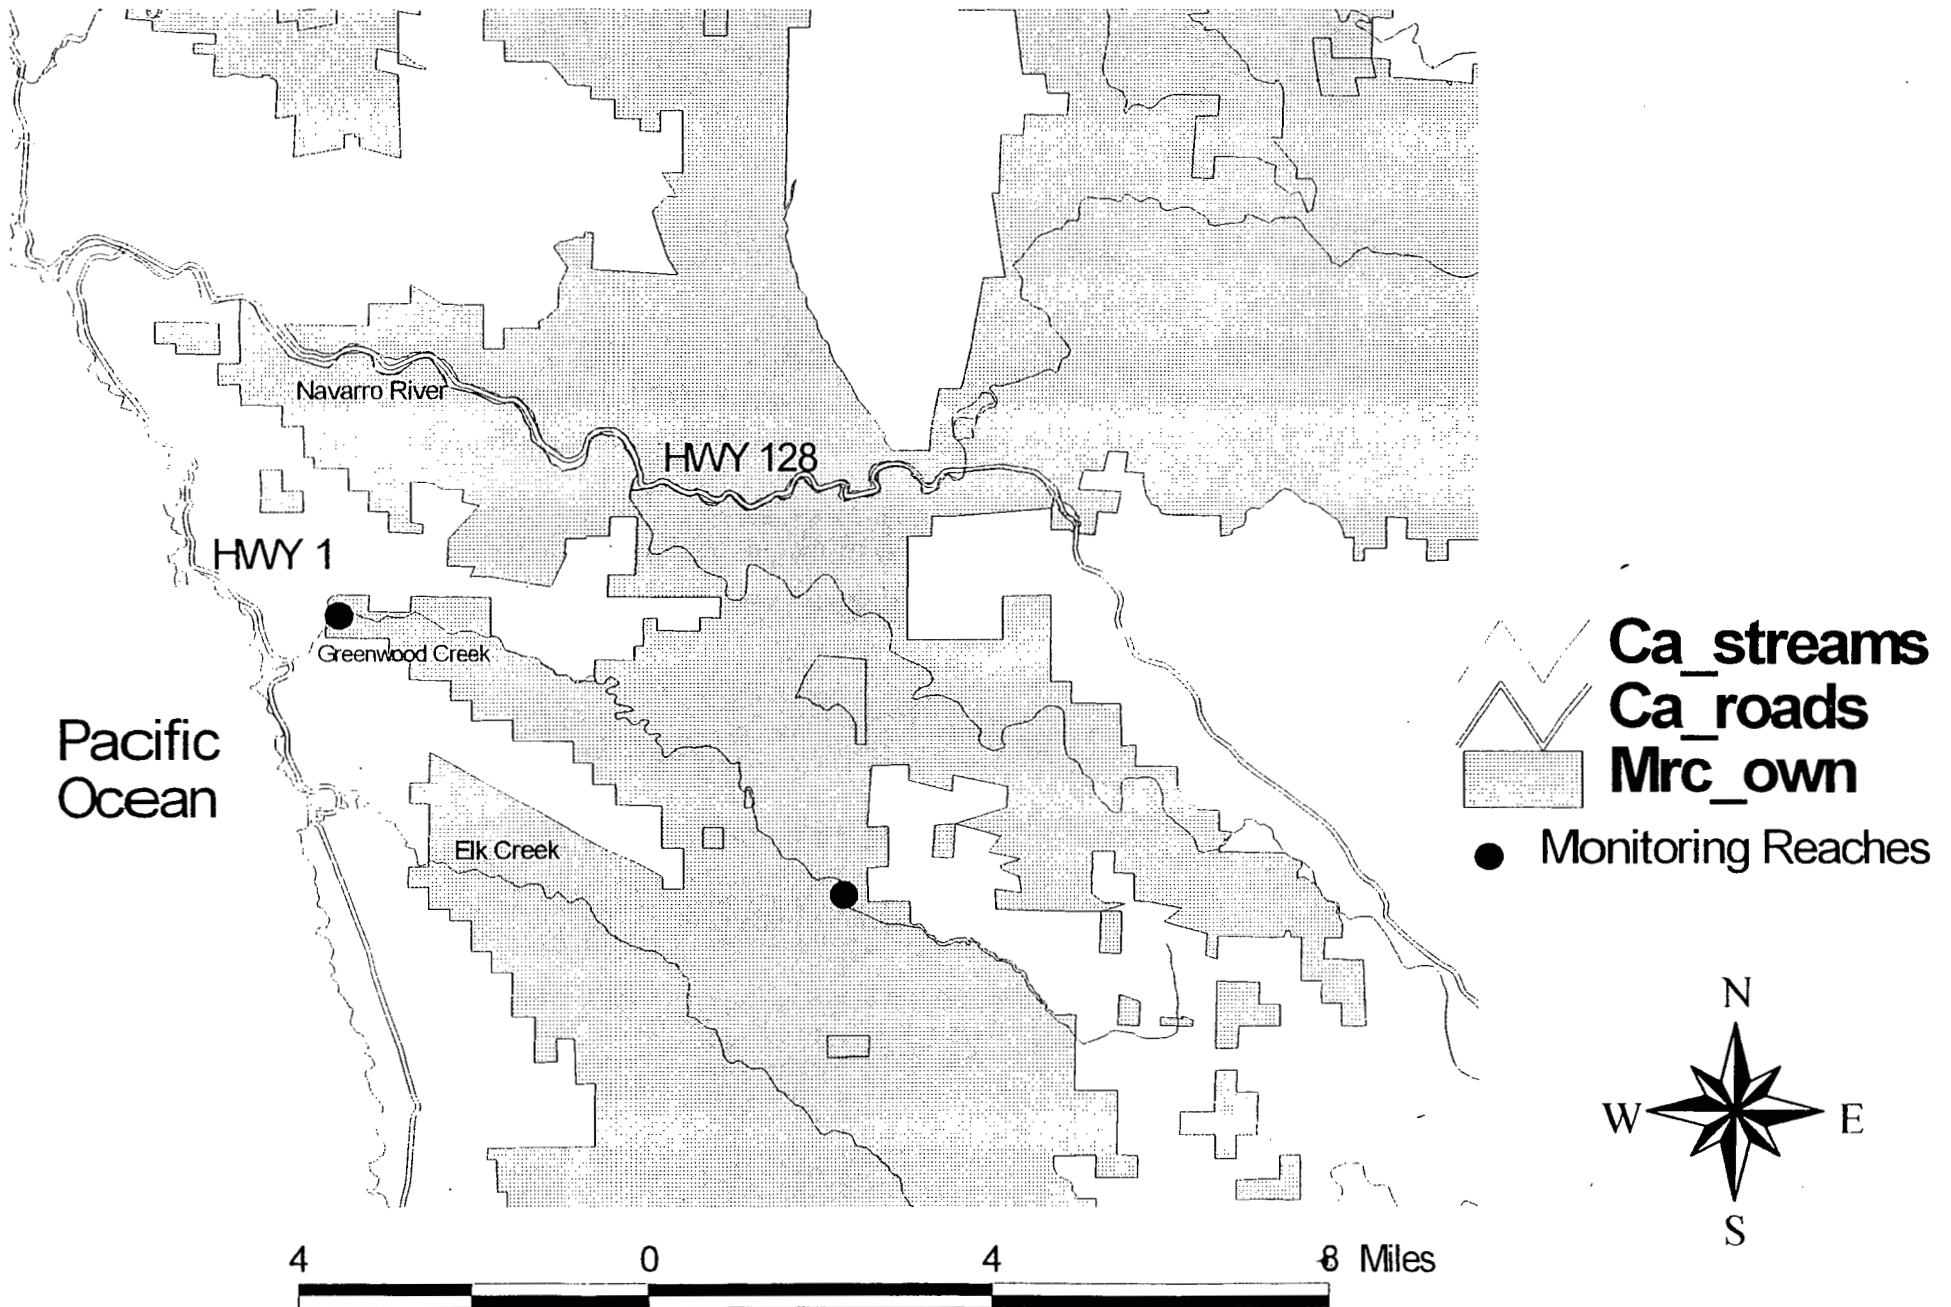 Navarro River
HWY 128
HWY 1
Greenwood Creek
Pacific
Ocean
Elk Creek
Ca_streams
Ca_roads
Mrc_own
Monitoring Reaches
N
W E
S
4 0 4 8 Miles